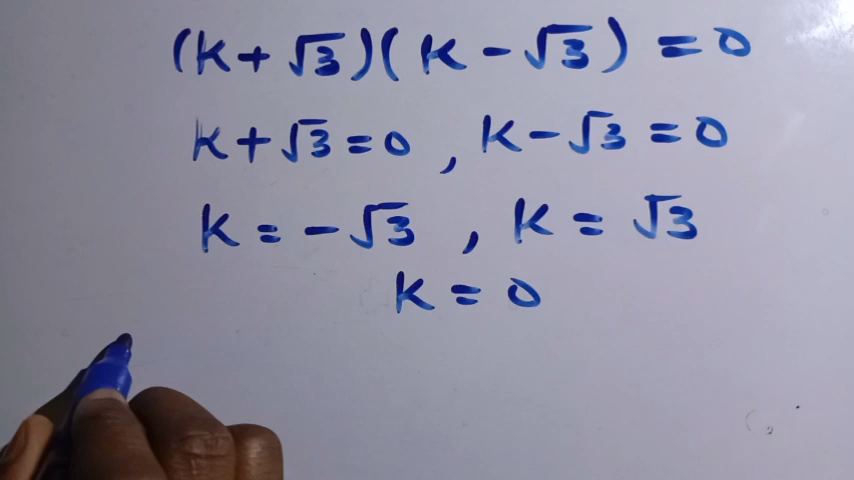 (K + √3)(K - √3) = 0
K + √3 = 0 , K - √3 = 0
K = - √3 , K = √3
K = 0